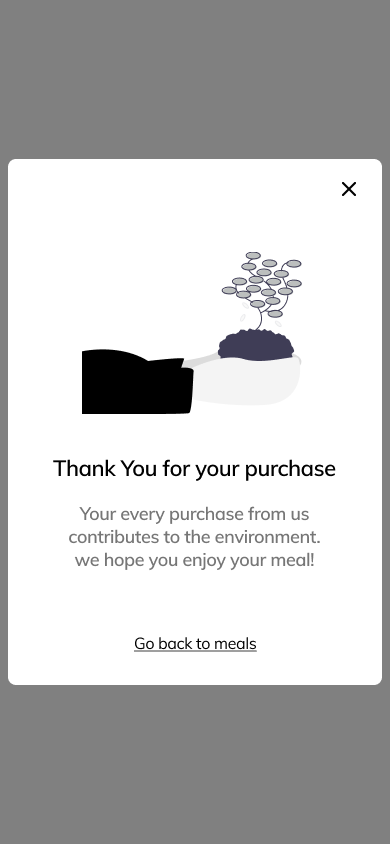 Thank You for your purchase
Your every purchase from us
contributes to the environment.
we hope you enjoy your meal!
Go back to meals